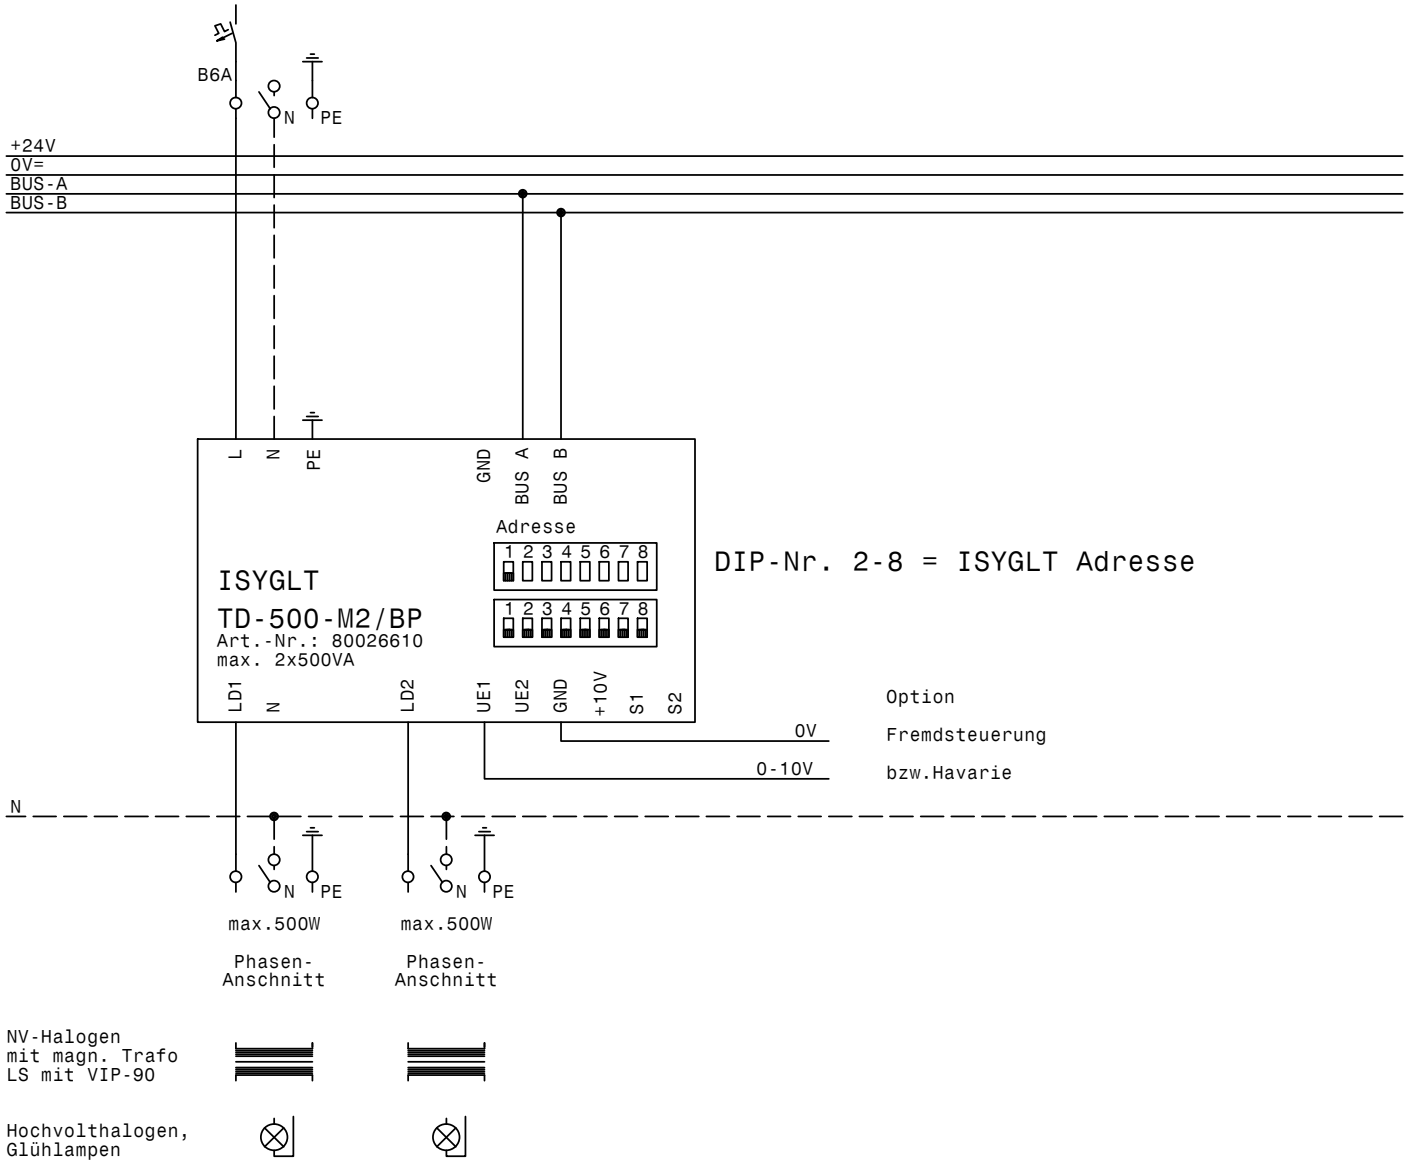 B6A
N
PE
+24V
0V=
BUS-A
BUS-B
L
N
PE
GND
BUS A
BUS B
Adresse
1 2 3 4 5 6 7 8
DIP-Nr. 2-8 = ISYGLT Adresse
ISYGLT
1 2 3 4 5 6 7 8
TD-500-M2/BP
Art.-Nr.: 80026610
max. 2x500VA
LD1
N
LD2
UE1
UE2
GND
+10V
S1
S2
Option
0V
Fremdsteuerung
0-10V
bzw.Havarie
N
N
PE
N
PE
max.500W
max.500W
Phasen-
Anschnitt
Phasen-
Anschnitt
NV-Halogen
mit magn. Trafo
LS mit VIP-90
Hochvolthalogen,
Glühlampen